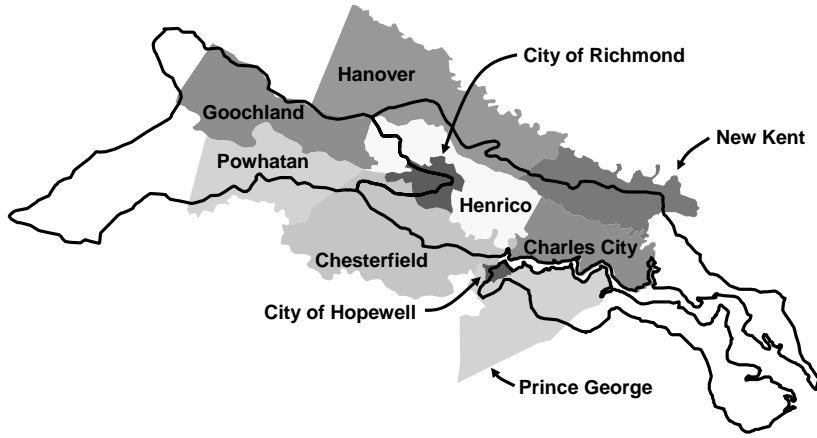 City of Richmond
Hanover
Goochland
New Kent
Powhatan
Henrico
Charles City
Chesterfield
City of Hopewell
Prince George